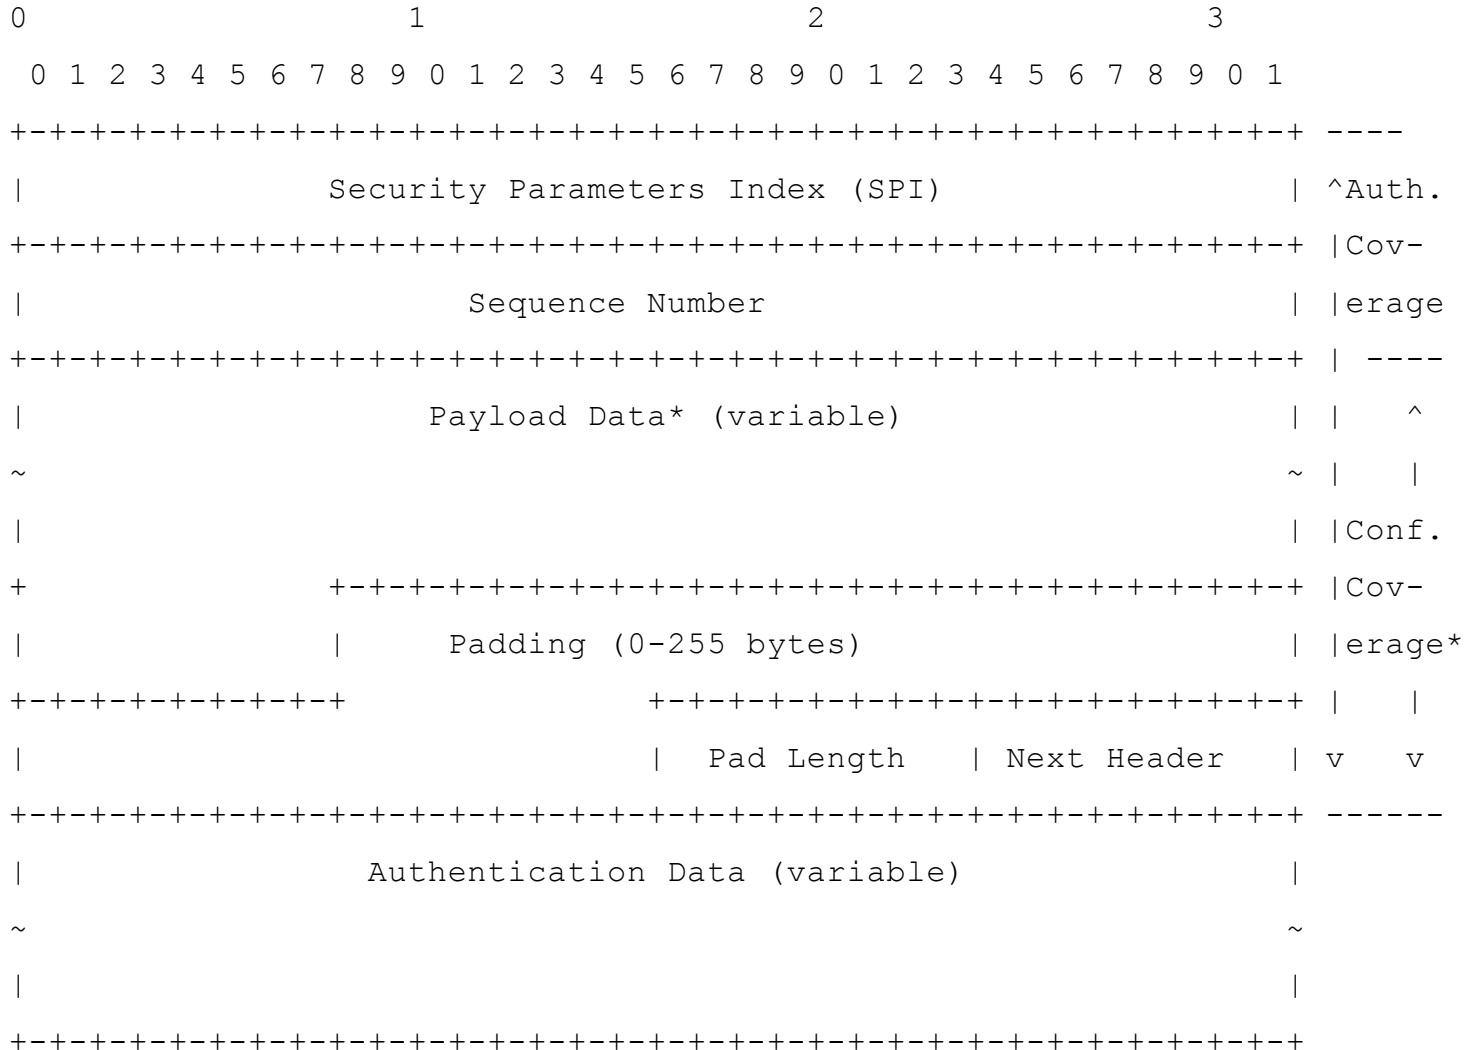 0                   1                   2                   3
 0 1 2 3 4 5 6 7 8 9 0 1 2 3 4 5 6 7 8 9 0 1 2 3 4 5 6 7 8 9 0 1
+-+-+-+-+-+-+-+-+-+-+-+-+-+-+-+-+-+-+-+-+-+-+-+-+-+-+-+-+-+-+-+-+ ----
|               Security Parameters Index (SPI)                 | ^Auth.
+-+-+-+-+-+-+-+-+-+-+-+-+-+-+-+-+-+-+-+-+-+-+-+-+-+-+-+-+-+-+-+-+ |Cov-
|                      Sequence Number                          | |erage
+-+-+-+-+-+-+-+-+-+-+-+-+-+-+-+-+-+-+-+-+-+-+-+-+-+-+-+-+-+-+-+-+ | ----
|                    Payload Data* (variable)                   | |   ^
~                                                               ~ |   |
|                                                               | |Conf.
+               +-+-+-+-+-+-+-+-+-+-+-+-+-+-+-+-+-+-+-+-+-+-+-+-+ |Cov-
|               |     Padding (0-255 bytes)                     | |erage*
+-+-+-+-+-+-+-+-+               +-+-+-+-+-+-+-+-+-+-+-+-+-+-+-+-+ |   |
|                               |  Pad Length   | Next Header   | v   v
+-+-+-+-+-+-+-+-+-+-+-+-+-+-+-+-+-+-+-+-+-+-+-+-+-+-+-+-+-+-+-+-+ ------
|                 Authentication Data (variable)                |
~                                                               ~
|                                                               |
+-+-+-+-+-+-+-+-+-+-+-+-+-+-+-+-+-+-+-+-+-+-+-+-+-+-+-+-+-+-+-+-+